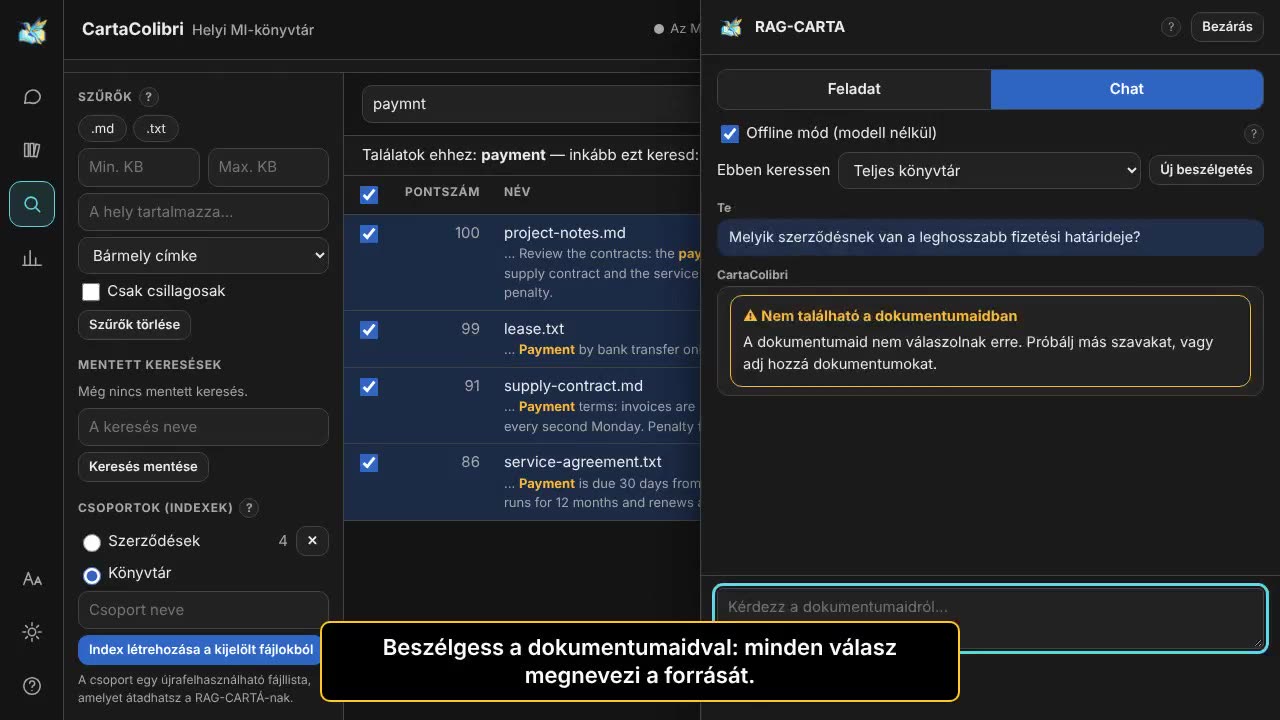 CartaColibri Helyi MI-könyvtár
Az M
SZŰRŐK ?
.md .txt
Min. KB Max. KB
A hely tartalmazza...
Bármely címke
Csak csillagosak
Szűrők törlése
MENTETT KERESÉSEK
Még nincs mentett keresés.
A keresés neve
Keresés mentése
CSOPORTOK (INDEXEK) ?
Szerződések 4 ✕
Könyvtár
Csoport neve
Index létrehozása a kijelölt fájlokból
A csoport egy újrafelhasználható fájllista,
amelyet átadhatsz a RAG-CARTÁ-nak.
paymnt
Találatok ehhez: payment — inkább ezt keresd:
PONTSZÁM NÉV
100 project-notes.md
... Review the contracts: the pay
supply contract and the service
penalty.
99 lease.txt
... Payment by bank transfer on
91 supply-contract.md
... Payment terms: invoices are
every second Monday. Penalty
86 service-agreement.txt
... Payment is due 30 days from
runs for 12 months and renews a
RAG-CARTA ? Bezárás
Feladat Chat
Offline mód (modell nélkül) ?
Ebben keressen Teljes könyvtár Új beszélgetés
Te
Melyik szerződésnek van a leghosszabb fizetési határideje?
CartaColibri
⚠ Nem található a dokumentumaidban
A dokumentumaid nem válaszolnak erre. Próbálj más szavakat, vagy
adj hozzá dokumentumokat.
Kérdezz a dokumentumaidról...
Beszélgess a dokumentumaidval: minden válasz
megnevezi a forrását.